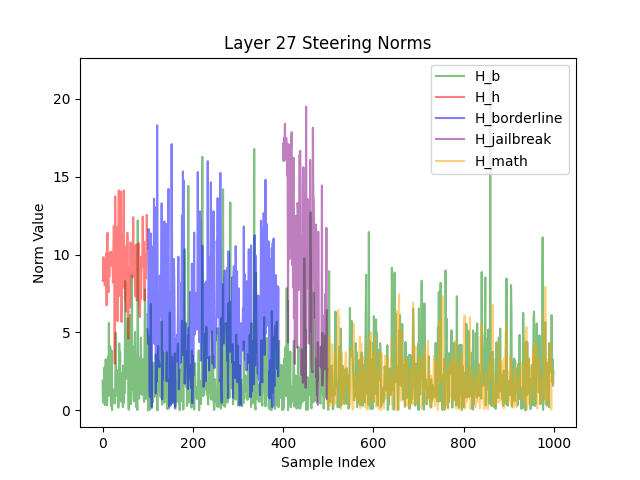 Layer 27 Steering Norms
H_b
H_h
H_borderline
H_jailbreak
H_math
Norm Value
20
15
10
5
0
0 200 400 600 800 1000
Sample Index